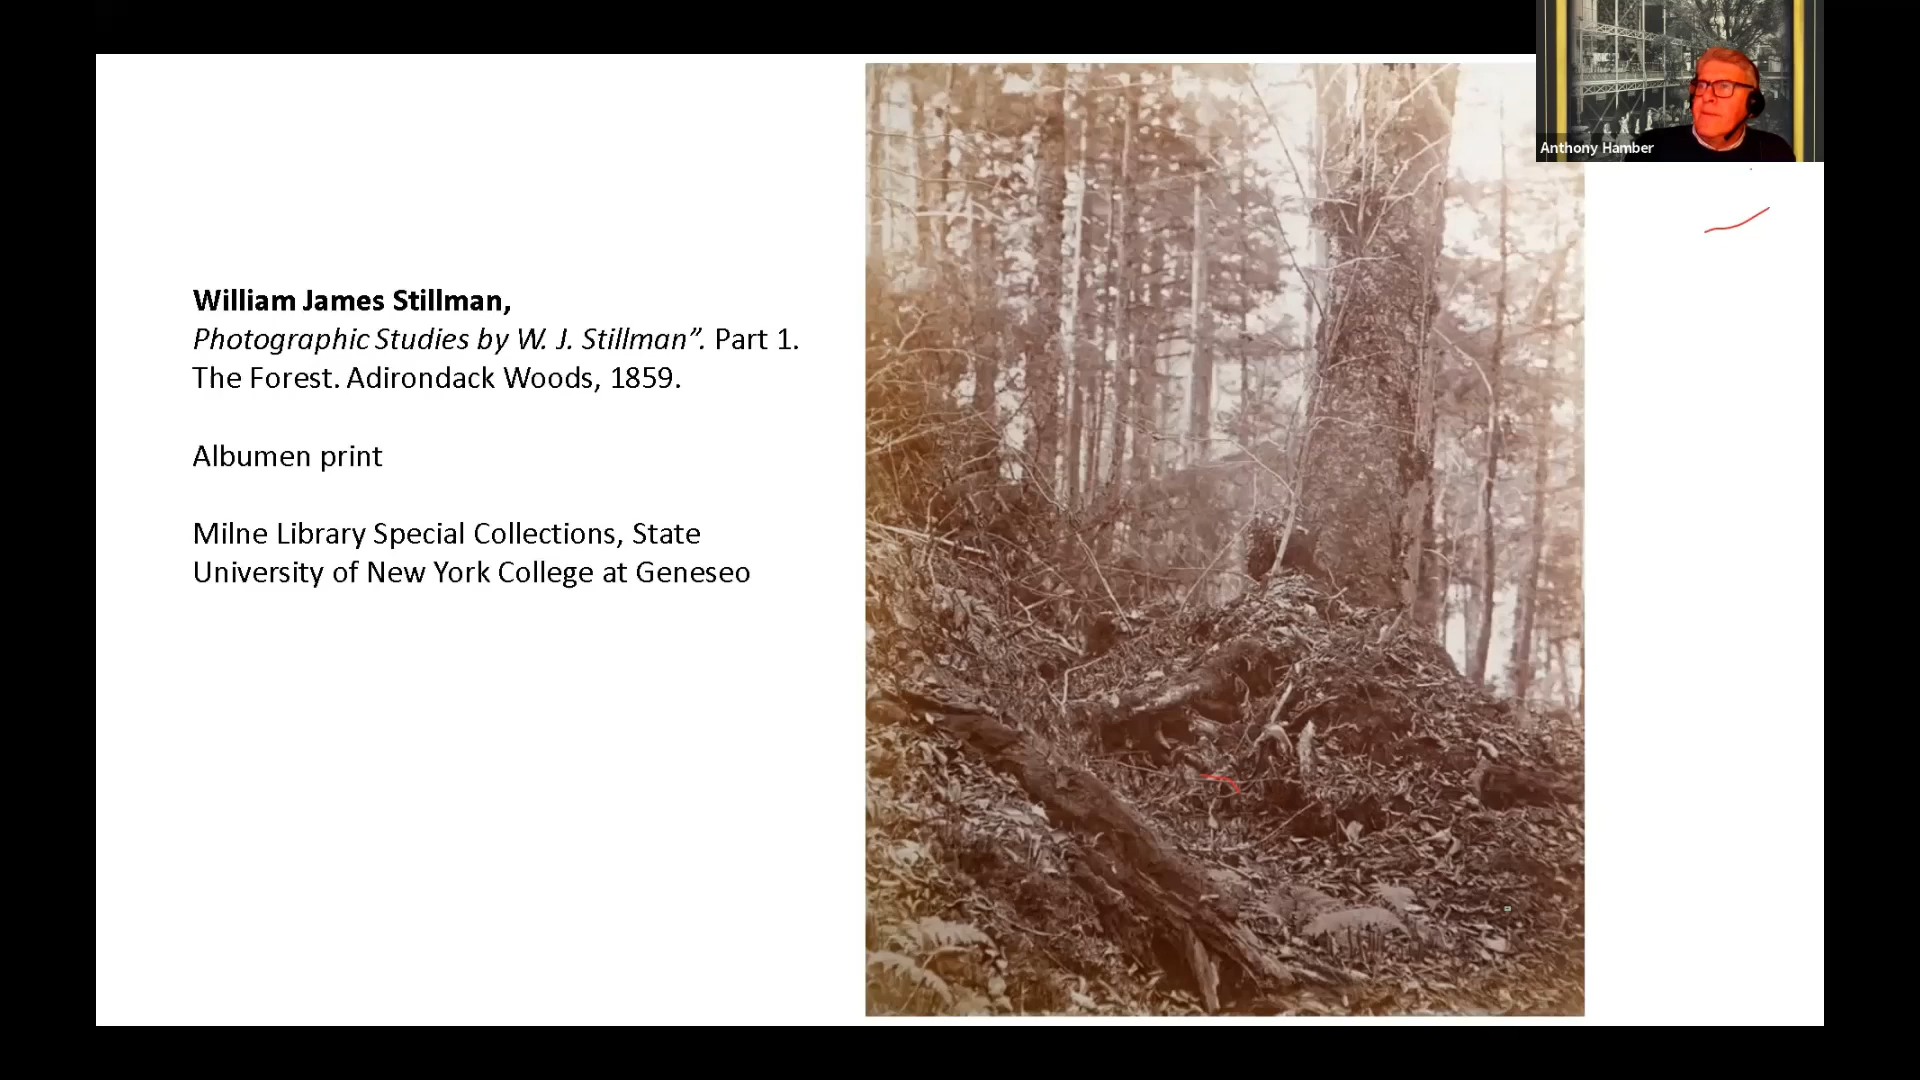 William James Stillman,
Photographic Studies by W. J. Stillman”. Part 1.
The Forest. Adirondack Woods, 1859.
Albumen print
Milne Library Special Collections, State
University of New York College at Geneseo
Anthony Hamber